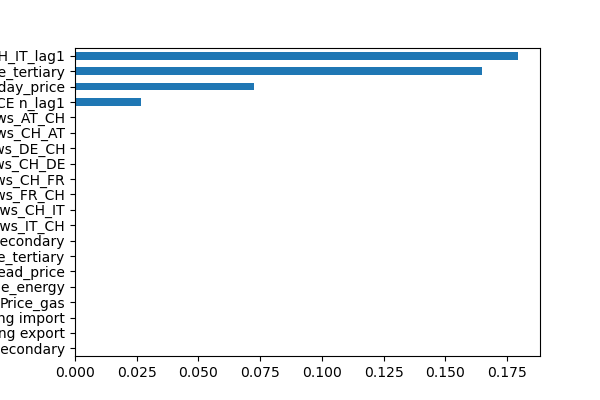 H_IT_lag1
e_tertiary
day_price
CE n_lag1
ws_AT_CH
ws_CH_AT
ws_DE_CH
ws_CH_DE
ws_CH_FR
ws_FR_CH
ws_CH_IT
ws_IT_CH
econdary
e_tertiary
ead_price
e_energy
Price_gas
ng import
ng export
econdary
0.000 0.025 0.050 0.075 0.100 0.125 0.150 0.175